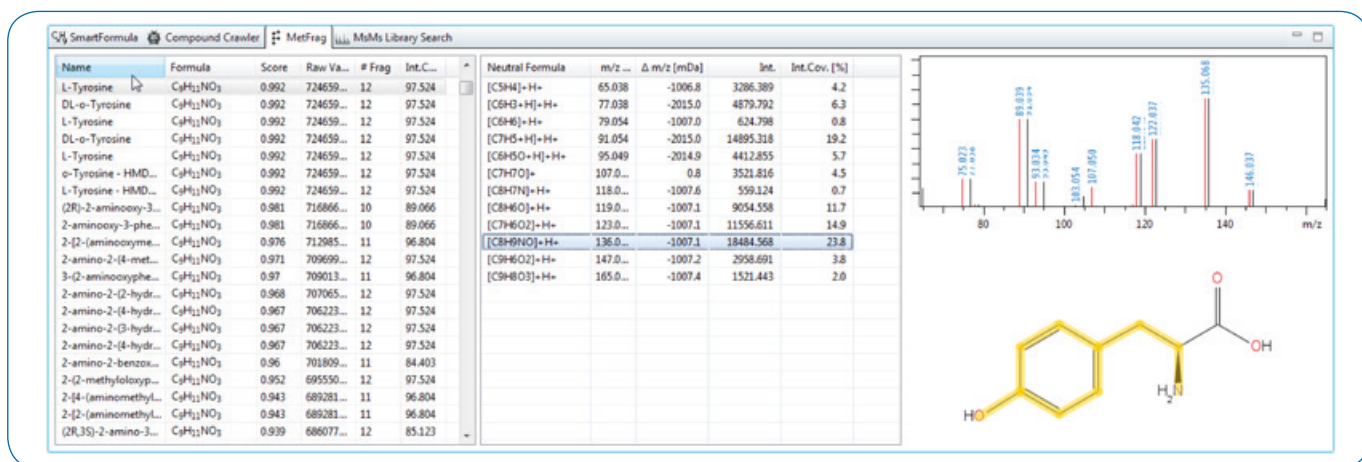 SmartFormula Compound Crawler MetFrag MsMs Library Search
Name Formula Score Raw Va... # Frag Int.C...
L-Tyrosine C₉H₁₁NO₃ 0.992 724659... 12 97.524
DL-o-Tyrosine C₉H₁₁NO₃ 0.992 724659... 12 97.524
L-Tyrosine C₉H₁₁NO₃ 0.992 724659... 12 97.524
DL-o-Tyrosine C₉H₁₁NO₃ 0.992 724659... 12 97.524
L-Tyrosine C₉H₁₁NO₃ 0.992 724659... 12 97.524
o-Tyrosine - HMD... C₉H₁₁NO₃ 0.992 724659... 12 97.524
L-Tyrosine - HMD... C₉H₁₁NO₃ 0.992 724659... 12 97.524
(2R)-2-aminooxy-3... C₉H₁₁NO₃ 0.981 716866... 10 89.066
2-aminooxy-3-phe... C₉H₁₁NO₃ 0.981 716866... 10 89.066
2-[2-(aminooxyme... C₉H₁₁NO₃ 0.976 712985... 11 96.804
2-amino-2-(4-met... C₉H₁₁NO₃ 0.971 709699... 12 97.524
3-(2-aminooxyphe... C₉H₁₁NO₃ 0.97 709013... 11 96.804
2-amino-2-(2-hydr... C₉H₁₁NO₃ 0.968 707065... 12 97.524
2-amino-2-(4-hydr... C₉H₁₁NO₃ 0.967 706223... 12 97.524
2-amino-2-(3-hydr... C₉H₁₁NO₃ 0.967 706223... 12 97.524
2-amino-2-(4-hydr... C₉H₁₁NO₃ 0.967 706223... 12 97.524
2-amino-2-benzox... C₉H₁₁NO₃ 0.96 701809... 11 84.403
2-(2-methyloloxyp... C₉H₁₁NO₃ 0.952 695550... 12 97.524
2-[4-(aminomethyl... C₉H₁₁NO₃ 0.943 689281... 11 96.804
2-[2-(aminomethyl... C₉H₁₁NO₃ 0.943 689281... 11 96.804
(2R,3S)-2-amino-3... C₉H₁₁NO₃ 0.939 686077... 12 85.123
Neutral Formula m/z ... Δ m/z [mDa] Int. Int.Cov. [%]
[C5H4]+H+ 65.038 -1006.8 3286.389 4.2
[C6H3+H]+H+ 77.038 -2015.0 4879.792 6.3
[C6H6]+H+ 79.054 -1007.0 624.798 0.8
[C7H5+H]+H+ 91.054 -2015.0 14895.318 19.2
[C6H5O+H]+H+ 95.049 -2014.9 4412.855 5.7
[C7H7O]+ 107.0... 0.8 3521.816 4.5
[C8H7N]+H+ 118.0... -1007.6 559.124 0.7
[C8H6O]+H+ 119.0... -1007.1 9054.558 11.7
[C7H6O2]+H+ 123.0... -1007.1 11556.611 14.9
[C8H9NO]+H+ 136.0... -1007.1 18484.568 23.8
[C9H6O2]+H+ 147.0... -1007.2 2958.691 3.8
[C9H8O3]+H+ 165.0... -1007.4 1521.443 2.0
75.023
89.039
93.034
103.054
107.050
118.042
122.037
135.068
146.037
80 100 120 140 m/z
O
OH
H₂N
HO